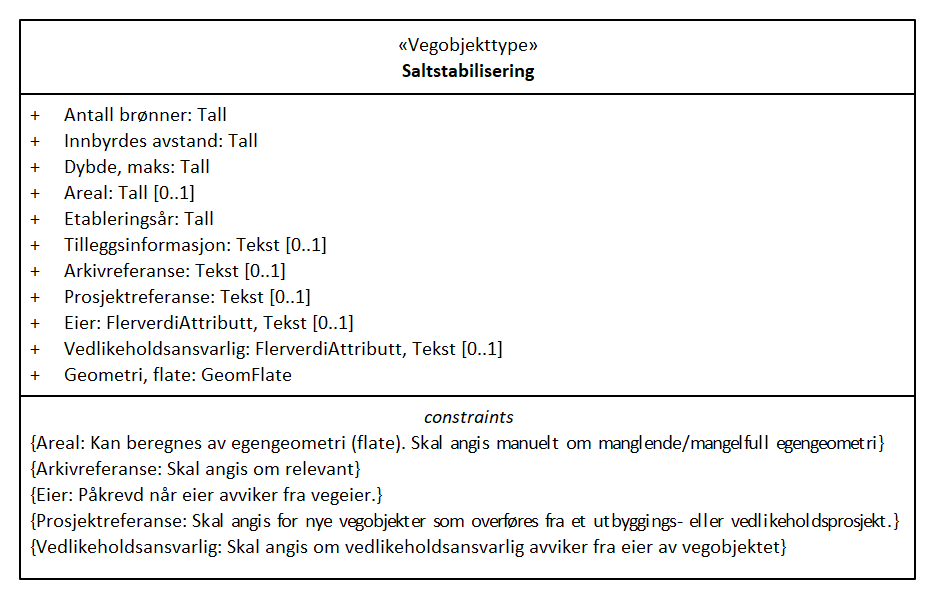 «Vegobjekttype»
Saltstabilisering
+ Antall brønner: Tall
+ Innbyrdes avstand: Tall
+ Dybde, maks: Tall
+ Areal: Tall [0..1]
+ Etableringsår: Tall
+ Tilleggsinformasjon: Tekst [0..1]
+ Arkivreferanse: Tekst [0..1]
+ Prosjektreferanse: Tekst [0..1]
+ Eier: FlerverdiAttributt, Tekst [0..1]
+ Vedlikeholdsansvarlig: FlerverdiAttributt, Tekst [0..1]
+ Geometri, flate: GeomFlate
constraints
{Areal: Kan beregnes av egengeometri (flate). Skal angis manuelt om manglende/mangelfull egengeometri}
{Arkivreferanse: Skal angis om relevant}
{Eier: Påkrevd når eier avviker fra vegeier.}
{Prosjektreferanse: Skal angis for nye vegobjekter som overføres fra et utbyggings- eller vedlikeholdsprosjekt.}
{Vedlikeholdsansvarlig: Skal angis om vedlikeholdsansvarlig avviker fra eier av vegobjektet}